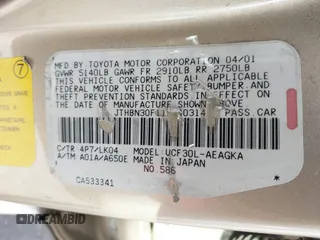 7
MFD. BY TOYOTA MOTOR CORPORATION 04/01
GVWR 5140LB GAWR FR 2910LB RR 2750LB
THIS VEHICLE CONFORMS TO ALL APPLICABLE
FEDERAL MOTOR VEHICLE SAFETY, BUMPER, AND
THEFT PREVENTION STANDARDS IN EFFECT ON
THE DATE OF MANUFACTURE SHOWN ABOVE.
PASS. CAR
C/TR 4P7/LK04 MODEL UCF30L-AEAGKA
A/TM A01A/A650E MADE IN JAPAN
NO. 586
CA533341